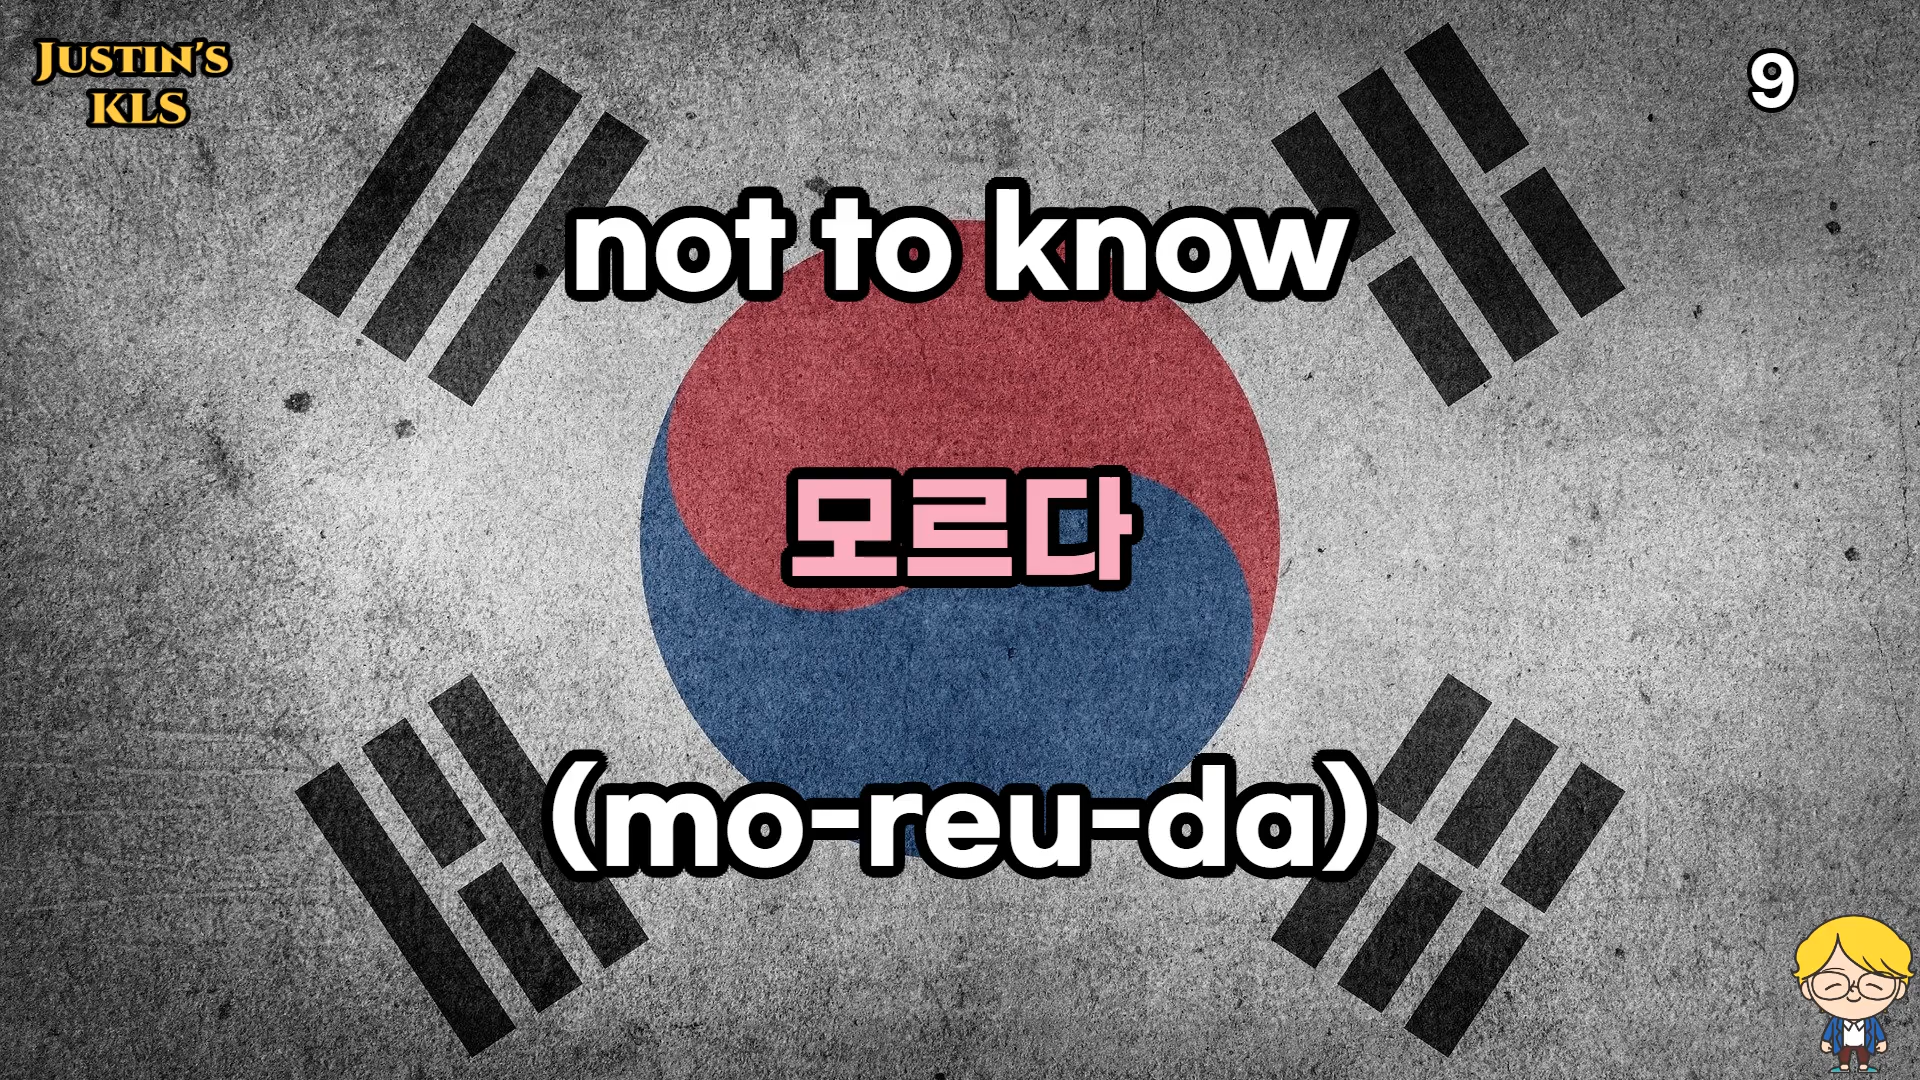 JUSTIN'S
KLS
9
not to know
모르다
(mo-reu-da)